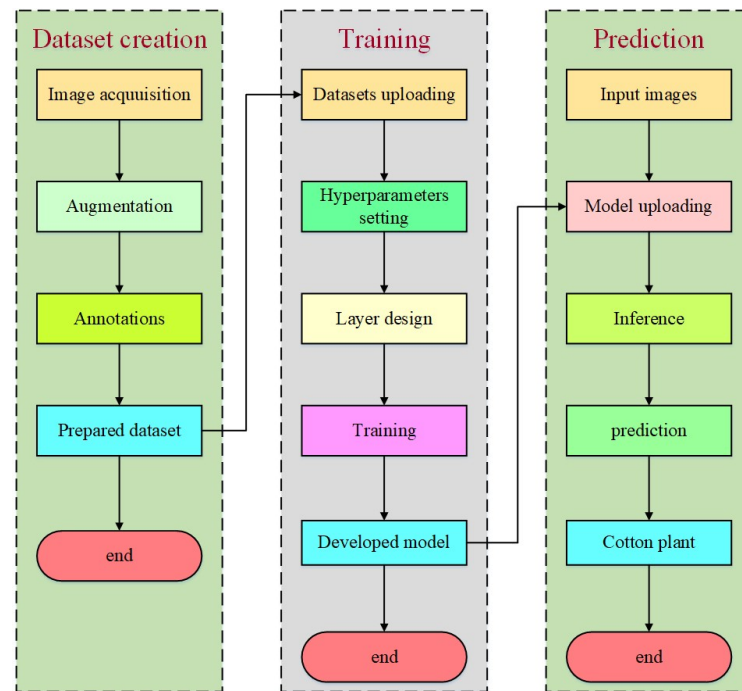 Dataset creation
Image acquuisition
Augmentation
Annotations
Prepared dataset
end
Training
Datasets uploading
Hyperparameters
setting
Layer design
Training
Developed model
end
Prediction
Input images
Model uploading
Inference
prediction
Cotton plant
end